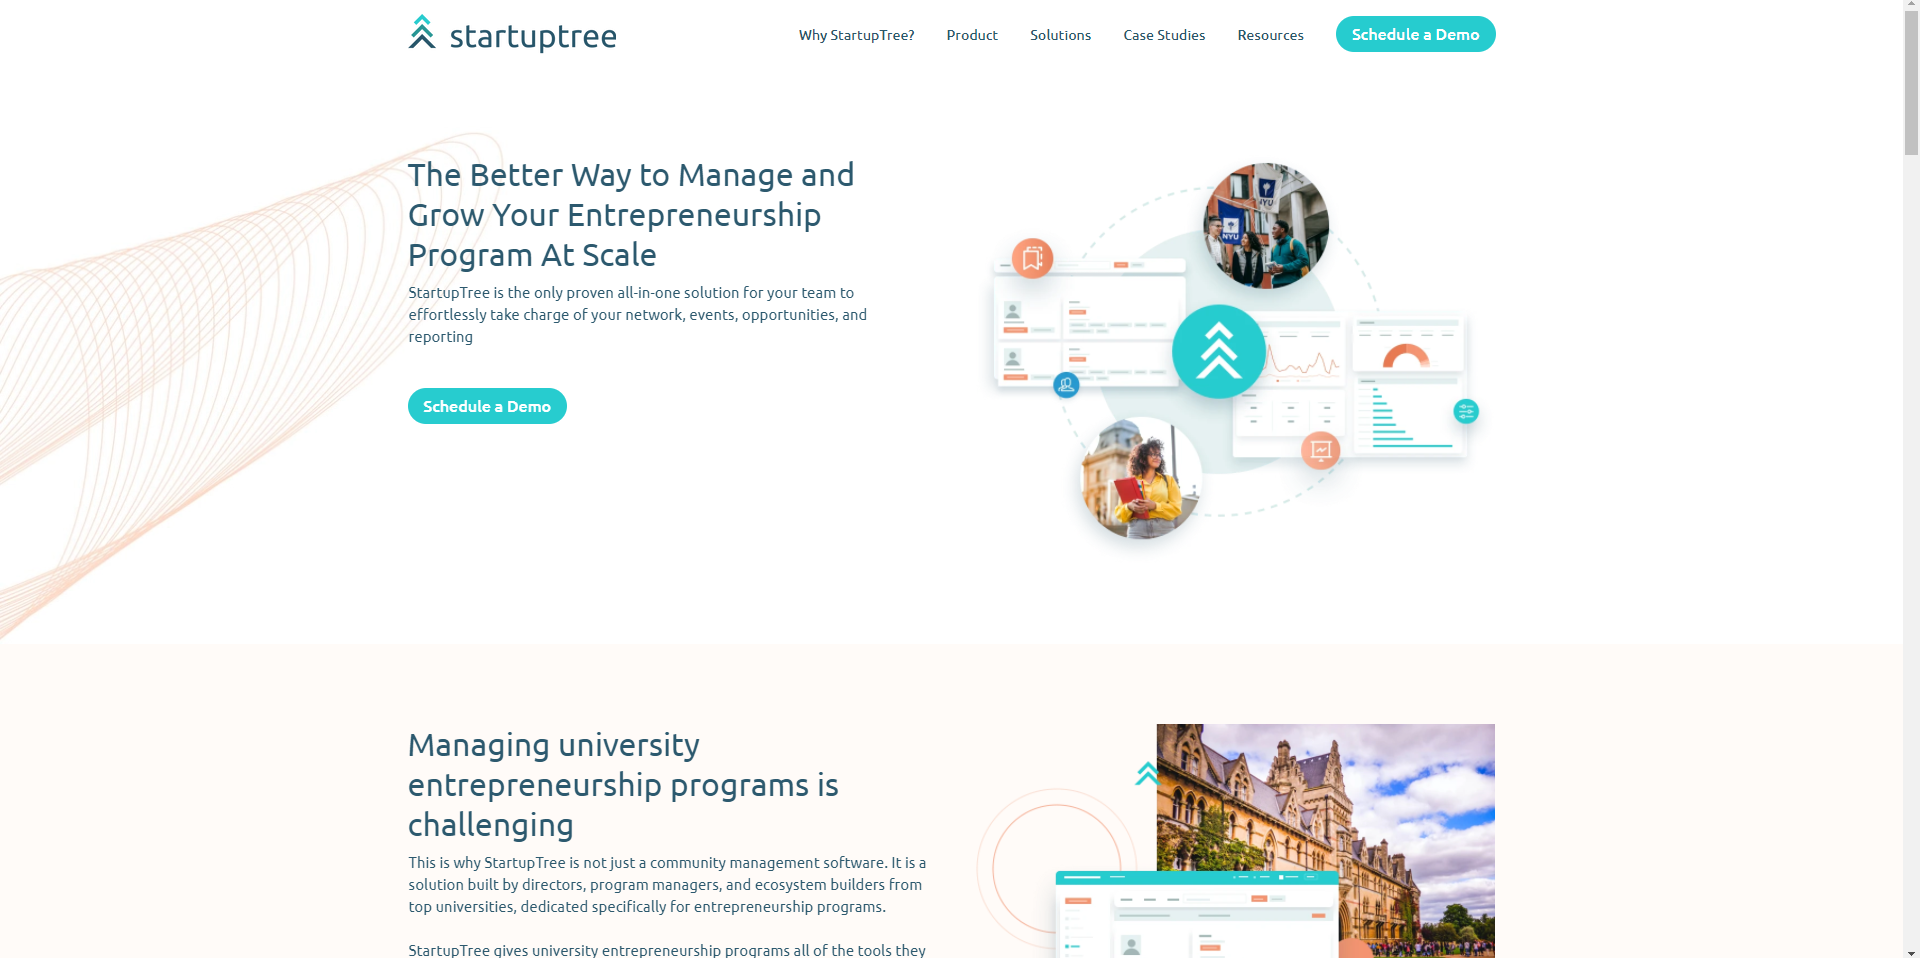 startuptree
Why StartupTree?
Product
Solutions
Case Studies
Resources
Schedule a Demo
The Better Way to Manage and
Grow Your Entrepreneurship
Program At Scale
StartupTree is the only proven all-in-one solution for your team to
effortlessly take charge of your network, events, opportunities, and
reporting
Schedule a Demo
NYU
NYU
Managing university
entrepreneurship programs is
challenging
This is why StartupTree is not just a community management software. It is a
solution built by directors, program managers, and ecosystem builders from
top universities, dedicated specifically for entrepreneurship programs.
StartupTree gives university entrepreneurship programs all of the tools they